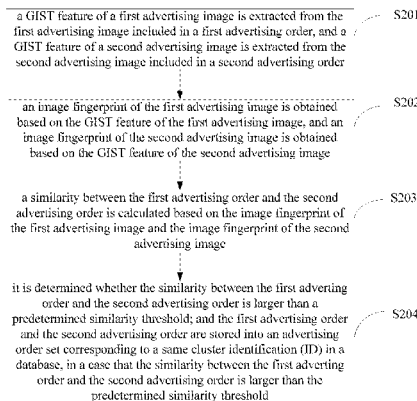 a GIST feature of a first advertising image is extracted from the
first advertising image included in a first advertising order, and a
GIST feature of a second advertising image is extracted from the
second advertising image included in a second advertising order
S201
an image fingerprint of the first advertising image is obtained
based on the GIST feature of the first advertising image, and an
image fingerprint of the second advertising image is obtained
based on the GIST feature of the second advertising image
S202
a similarity between the first advertising order and the second
advertising order is calculated based on the image fingerprint of
the first advertising image and the image fingerprint of the second
advertising image
S203
it is determined whether the similarity between the first adverting
order and the second advertising order is larger than a
predetermined similarity threshold; and the first advertising order
and the second advertising order are stored into an advertising
order set corresponding to a same cluster identification (ID) in a
database, in a case that the similarity between the first adverting
order and the second advertising order is larger than the
predetermined similarity threshold
S204